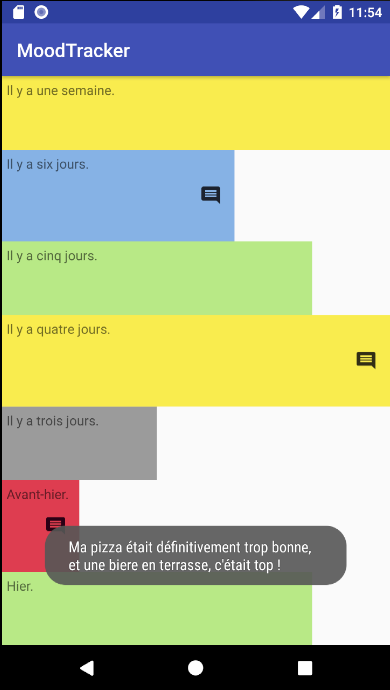 11:54
MoodTracker
Il y a une semaine.
Il y a six jours.
Il y a cinq jours.
Il y a quatre jours.
Il y a trois jours.
Avant-hier.
Ma pizza était définitivement trop bonne,
et une biere en terrasse, c'était top !
Hier.